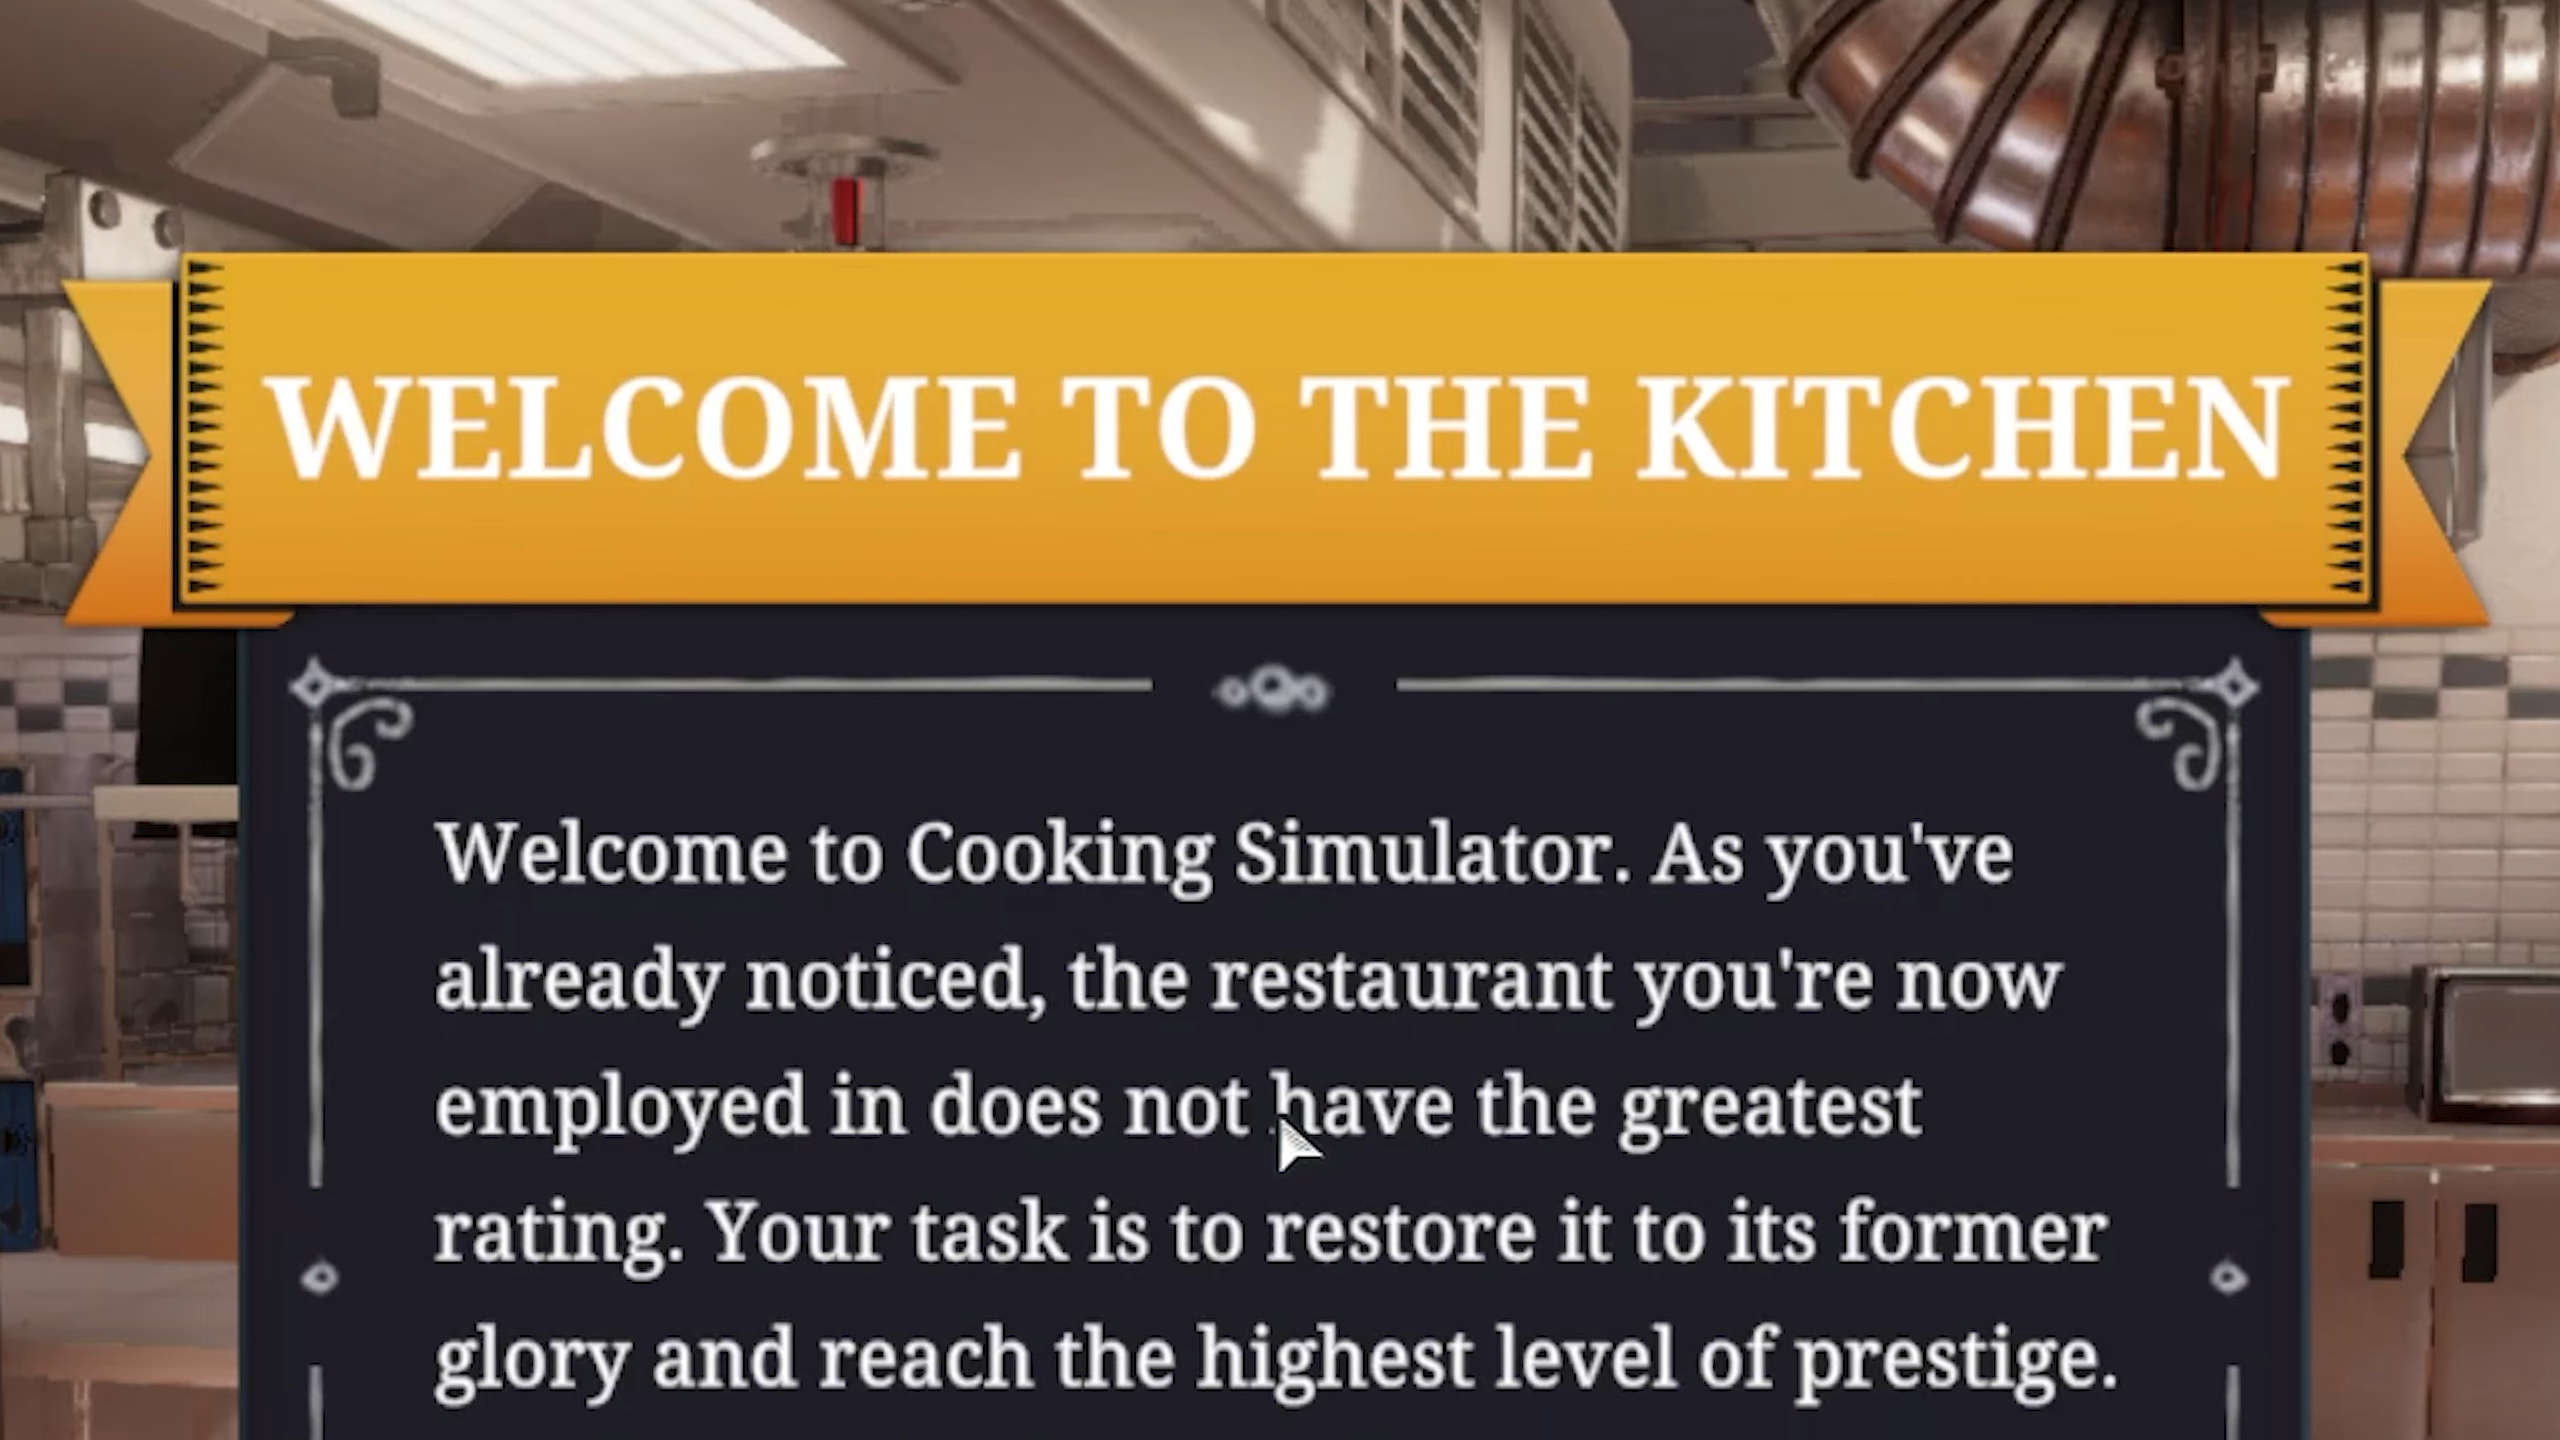 WELCOME TO THE KITCHEN
Welcome to Cooking Simulator. As you've
already noticed, the restaurant you're now
employed in does not have the greatest
rating. Your task is to restore it to its former
glory and reach the highest level of prestige.